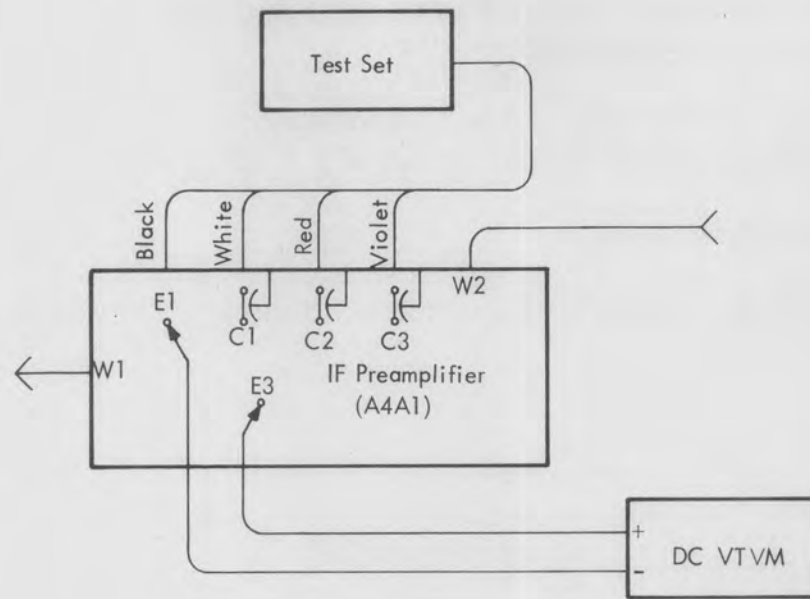 Test Set
Black
White
Red
Violet
W2
E1
C1
C2
C3
W1
E3
IF Preamplifier
(A4A1)
+
-
DC VTVM